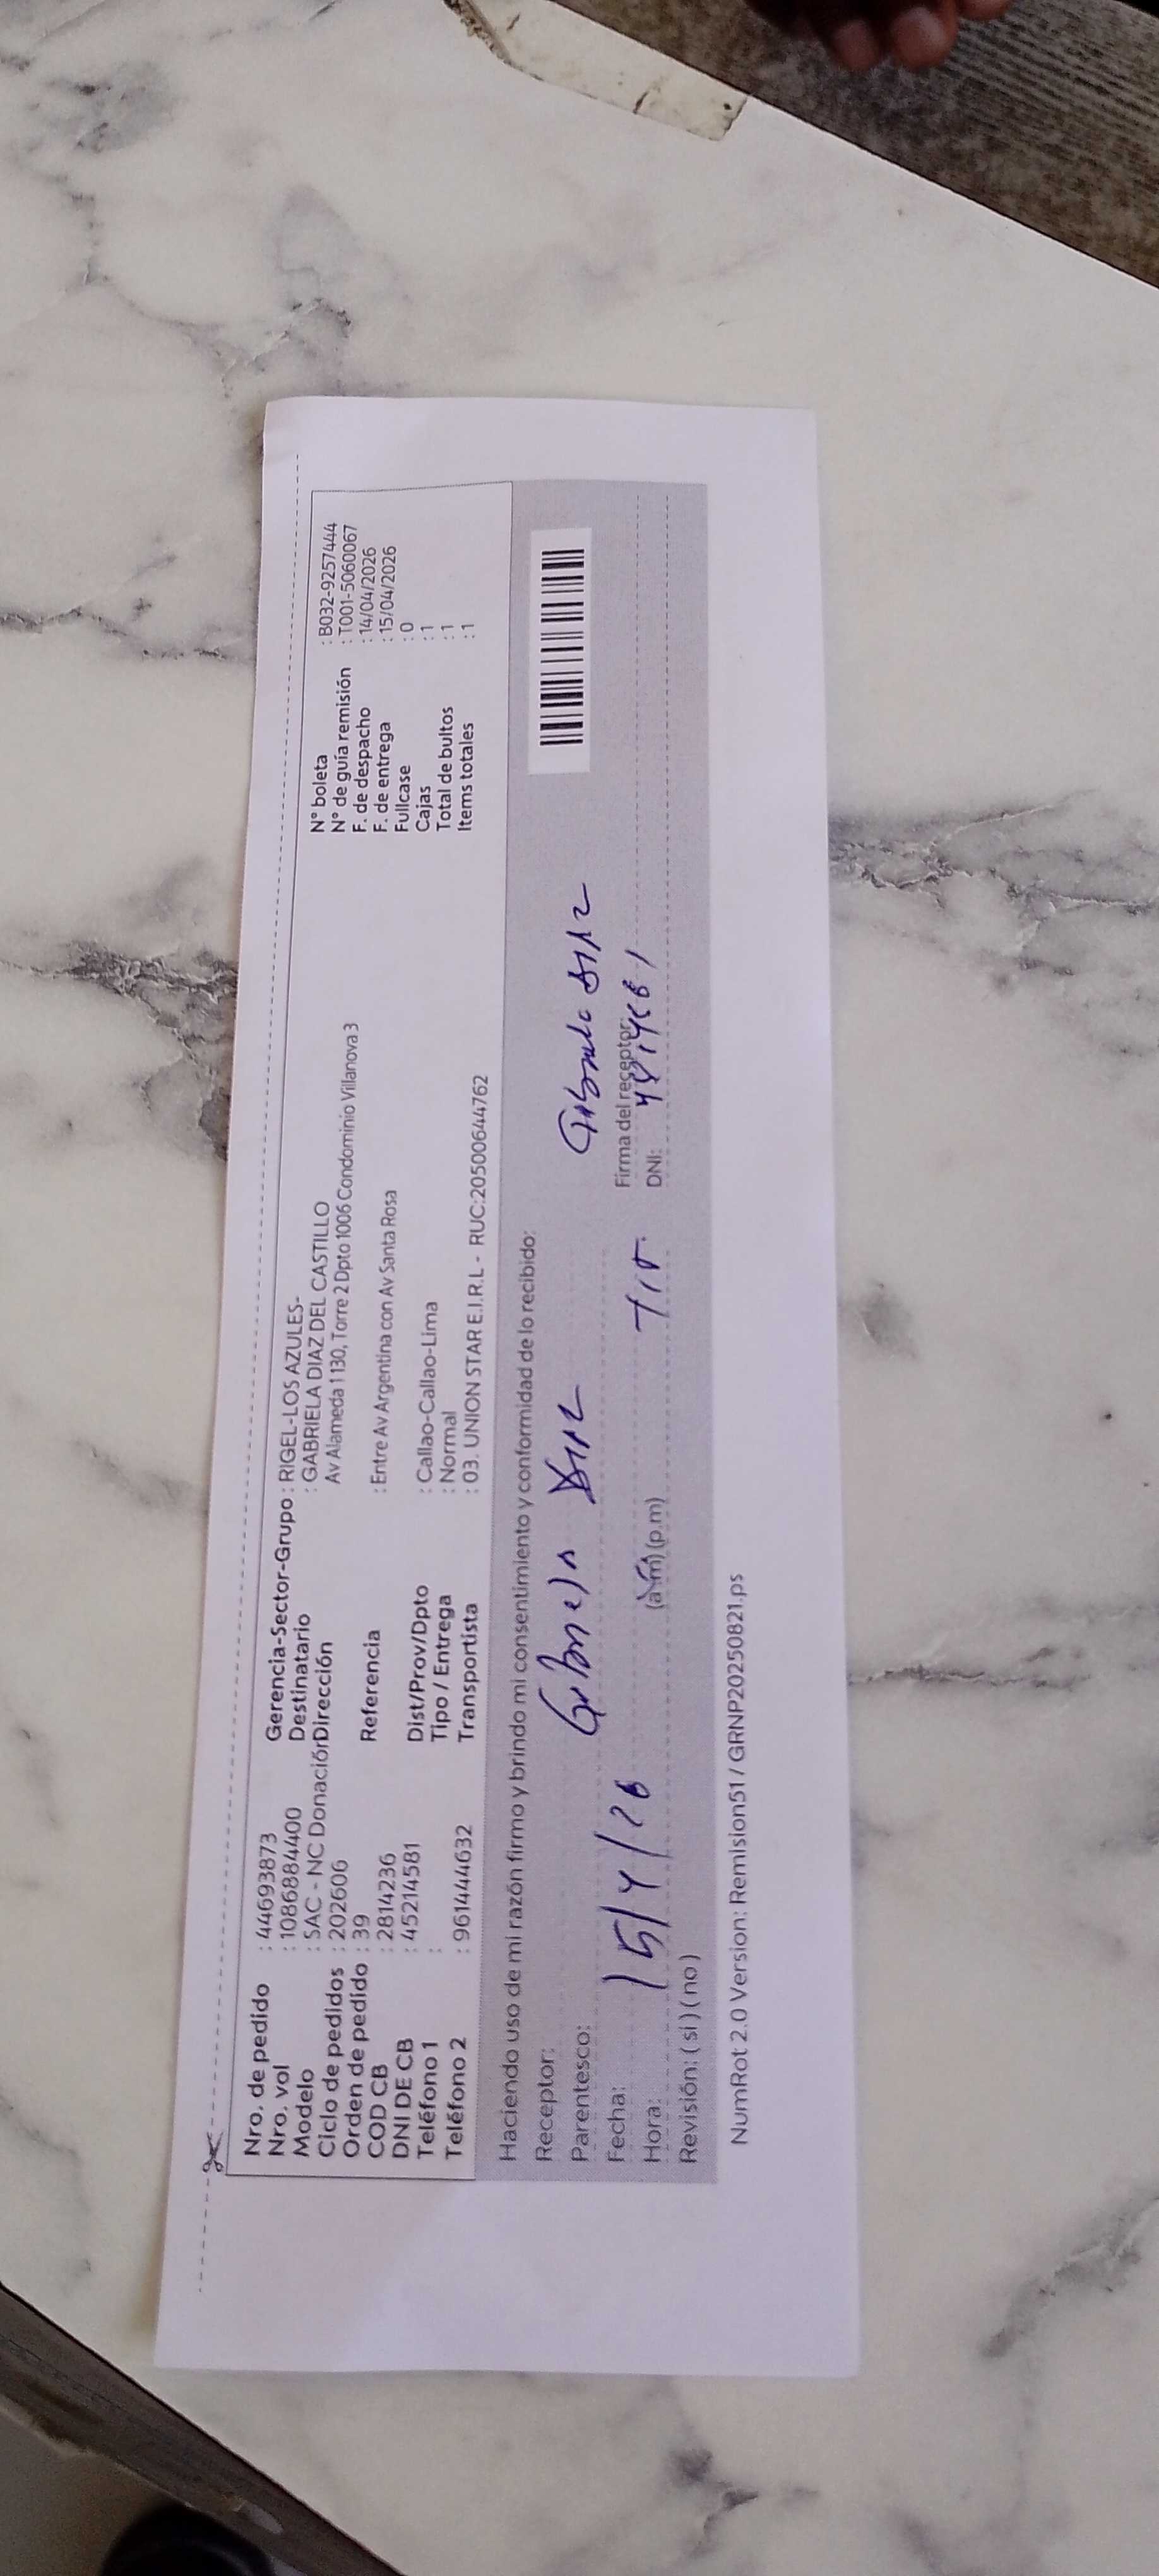 Nro. de pedido : 44693873
Nro. vol : 1086884400
Modelo : SAC - NC Donación
Ciclo de pedidos : 202606
Orden de pedido : 39
COD CB : 2814236
DNI DE CB : 45214581
Teléfono 1 :
Teléfono 2 : 961444632
Gerencia-Sector-Grupo : RIGEL-LOS AZULES-
Destinatario : GABRIELA DIAZ DEL CASTILLO
Dirección Av Alameda 1 130, Torre 2 Dpto 1006 Condominio Villanova 3
Referencia : Entre Av Argentina con Av Santa Rosa
Dist/Prov/Dpto : Callao-Callao-Lima
Tipo / Entrega : Normal
Transportista : 03. UNION STAR E.I.R.L - RUC:20500644762
N° boleta : B032-9257444
N° de guía remisión : T001-5060067
F. de despacho : 14/04/2026
F. de entrega : 15/04/2026
Fullcase : 0
Cajas : 1
Total de bultos : 1
Items totales : 1
Haciendo uso de mi razón firmo y brindo mi consentimiento y conformidad de lo recibido:
Receptor: Gabriela Diaz
Parentesco: TIT.
Fecha: 15/4/26
Hora: (a.m) (p.m)
Revisión: ( si ) ( no )
Firma del receptor:
DNI:
NumRot 2.0 Version: Remision51 / GRNP20250821.ps